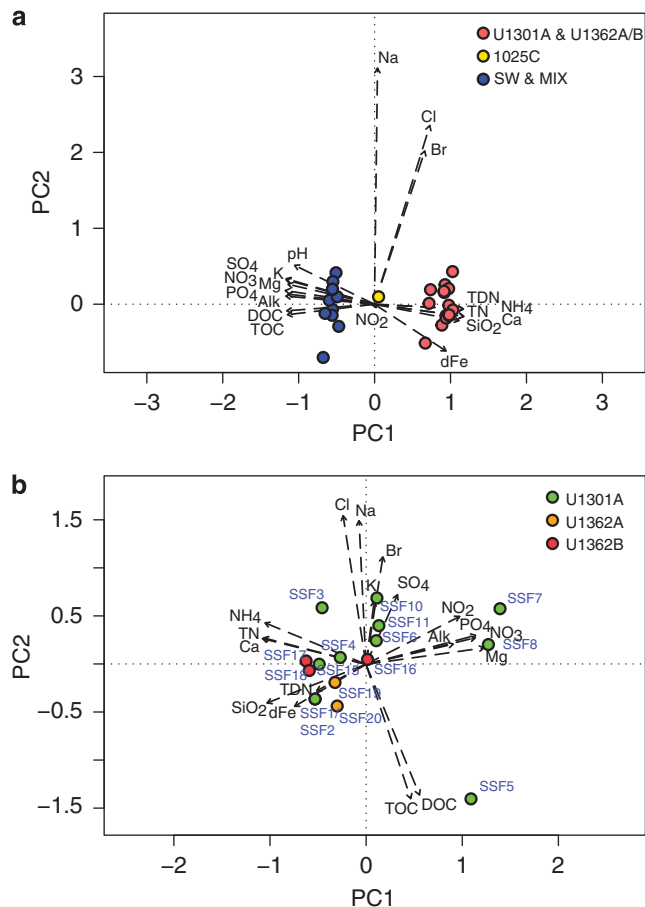 a
U1301A & U1362A/B
1025C
SW & MIX
Na
Cl
Br
pH
SO4
K
NO3
Mg
PO4
Alk
DOC
TOC
NO2
TDN
NH4
TN
Ca
SiO2
dFe
3
2
1
0
PC2
−3 −2 −1 0 1 2 3
PC1
b
U1301A
U1362A
U1362B
Cl
Na
Br
K
SO4
SSF3
SSF10
NO2
SSF7
NH4
SSF11
PO4
TN
SSF4
SSF6
Alk
NO3
Ca
SSF8
SSF17
Mg
SSF18
SSF15
SSF16
TDN
SSF19
SiO2
dFe
SSF1/
SSF20
SSF2
SSF5
TOC
DOC
1.5
0.5
−0.5
−1.5
PC2
−2 −1 0 1 2
PC1